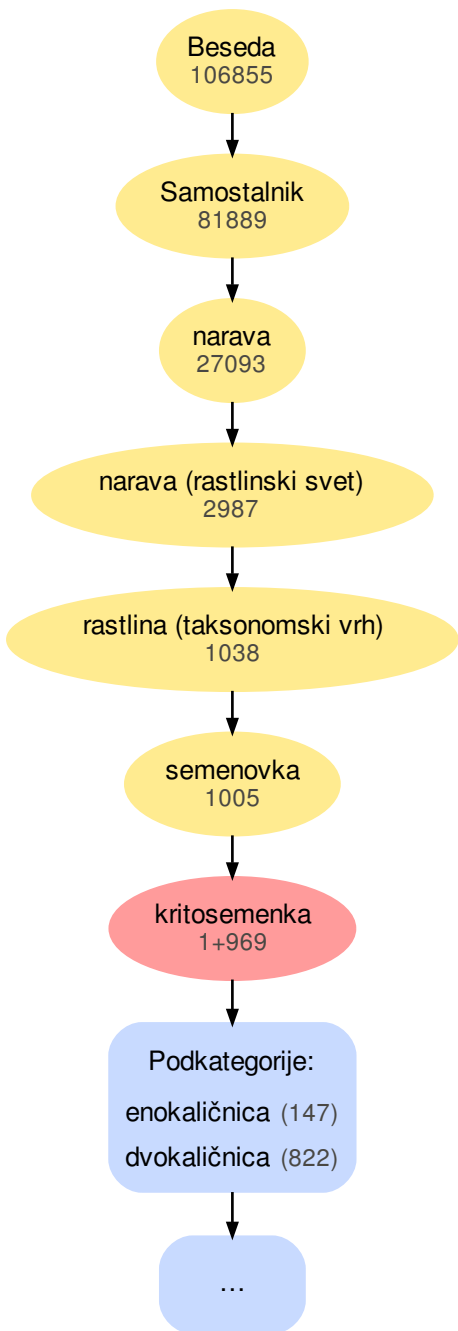 Beseda
106855
Samostalnik
81889
narava
27093
narava (rastlinski svet)
2987
rastlina (taksonomski vrh)
1038
semenovka
1005
kritosemenka
1+969
Podkategorije:
enokaličnica (147)
dvokaličnica (822)
...